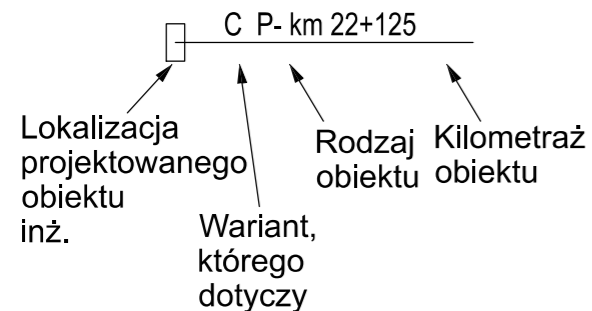 C P- km 22+125
Lokalizacja
projektowanego
obiektu
inż.
Wariant,
którego
dotyczy
Rodzaj
obiektu
Kilometraż
obiektu